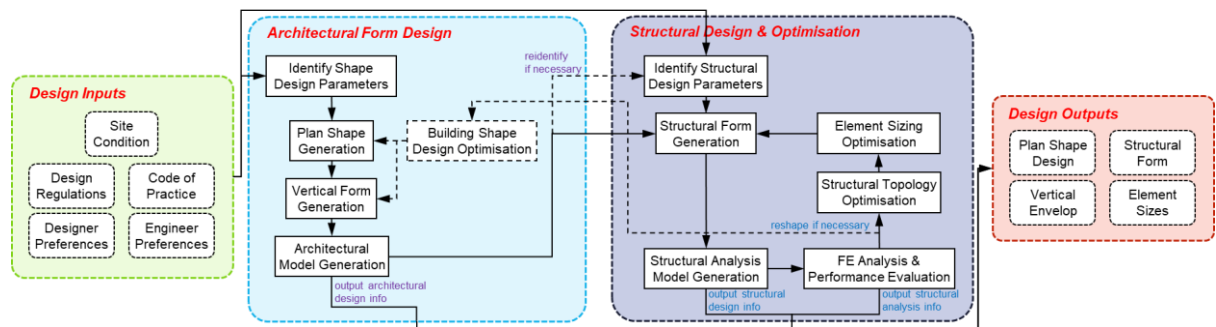 Design Inputs
Site
Condition
Design
Regulations
Code of
Practice
Designer
Preferences
Engineer
Preferences
Architectural Form Design
Identify Shape
Design Parameters
Plan Shape
Generation
Building Shape
Design Optimisation
Vertical Form
Generation
Architectural
Model Generation
output architectural
design info
reidentify
if necessary
Structural Design & Optimisation
Identify Structural
Design Parameters
Structural Form
Generation
Element Sizing
Optimisation
Structural Topology
Optimisation
reshape if necessary
Structural Analysis
Model Generation
FE Analysis &
Performance Evaluation
output structural
design info
output structural
analysis info
Design Outputs
Plan Shape
Design
Structural
Form
Vertical
Envelop
Element
Sizes